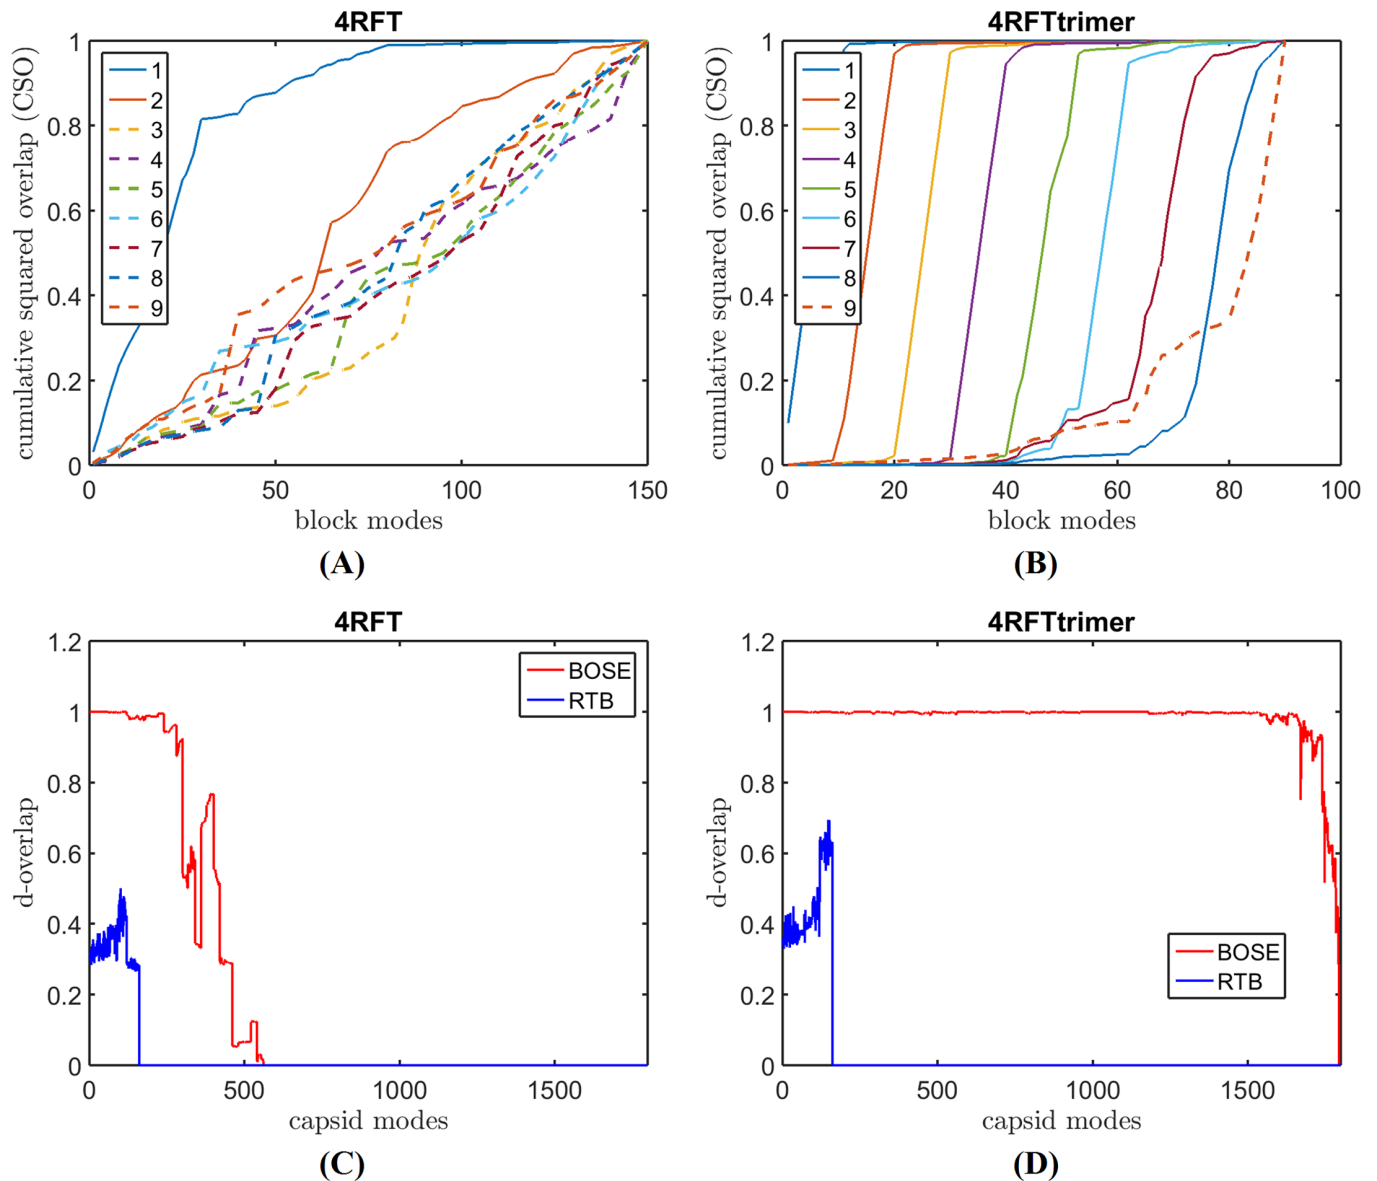 4RFT
cumulative squared overlap (CSO)
1
0.8
0.6
0.4
0.2
0
1
2
3
4
5
6
7
8
9
0 50 100 150
block modes
(A)
4RFTtrimer
cumulative squared overlap (CSO)
1
0.8
0.6
0.4
0.2
0
1
2
3
4
5
6
7
8
9
0 20 40 60 80 100
block modes
(B)
4RFT
d-overlap
1.2
1
0.8
0.6
0.4
0.2
0
BOSE
RTB
0 500 1000 1500
capsid modes
(C)
4RFTtrimer
d-overlap
1.2
1
0.8
0.6
0.4
0.2
0
BOSE
RTB
0 500 1000 1500
capsid modes
(D)